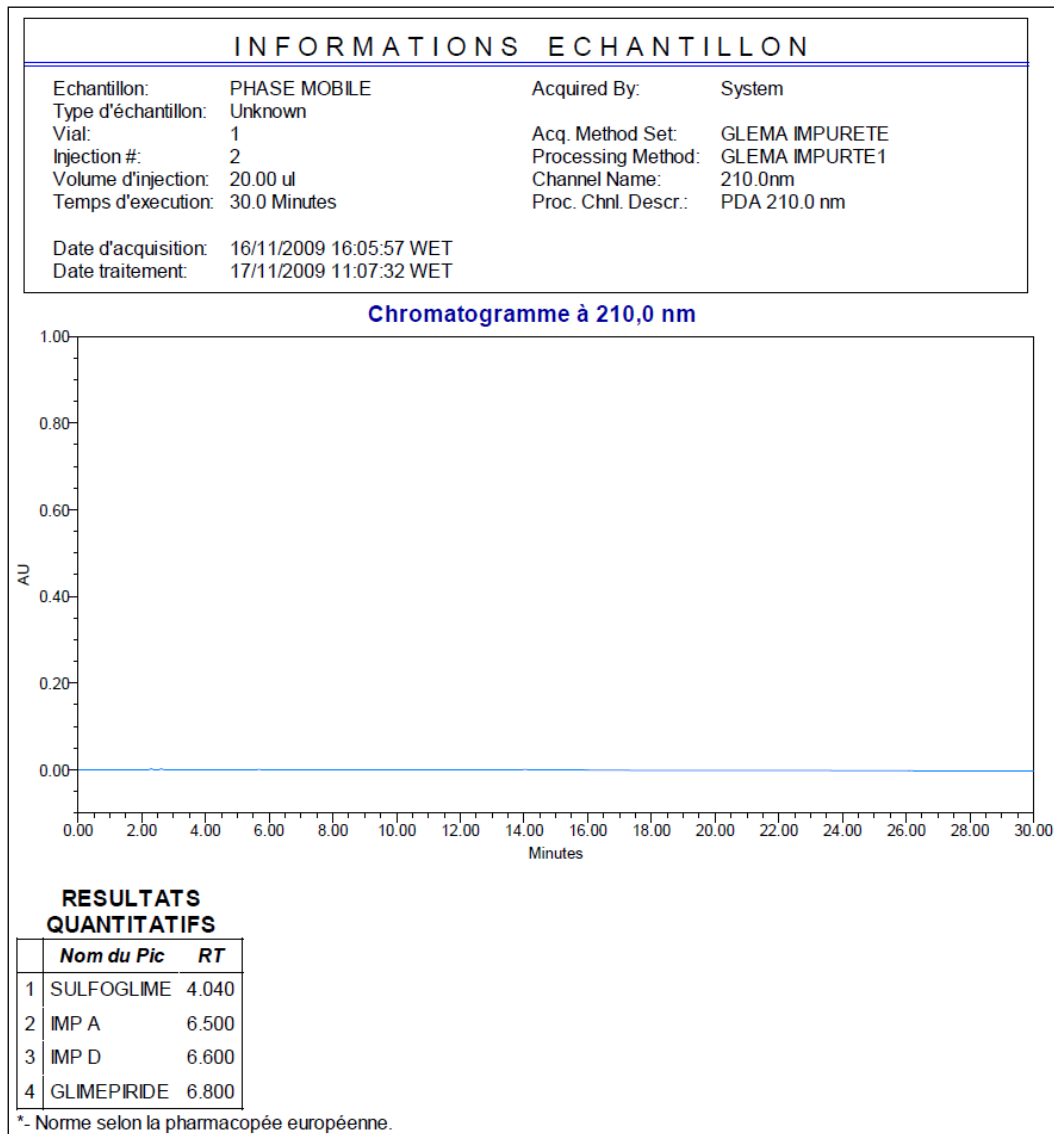 INFORMATIONS ECHANTILLON
Echantillon: PHASE MOBILE Acquired By: System
Type d'échantillon: Unknown
Vial: 1 Acq. Method Set: GLEMA IMPURETE
Injection #: 2 Processing Method: GLEMA IMPURTE1
Volume d'injection: 20.00 ul Channel Name: 210.0nm
Temps d'execution: 30.0 Minutes Proc. Chnl. Descr.: PDA 210.0 nm
Date d'acquisition: 16/11/2009 16:05:57 WET
Date traitement: 17/11/2009 11:07:32 WET
Chromatogramme à 210,0 nm
1.00
0.80
0.60
AU
0.40
0.20
0.00
0.00 2.00 4.00 6.00 8.00 10.00 12.00 14.00 16.00 18.00 20.00 22.00 24.00 26.00 28.00 30.00
Minutes
RESULTATS
QUANTITATIFS
Nom du Pic RT
1 SULFOGLIME 4.040
2 IMP A 6.500
3 IMP D 6.600
4 GLIMEPIRIDE 6.800
*- Norme selon la pharmacopée européenne.